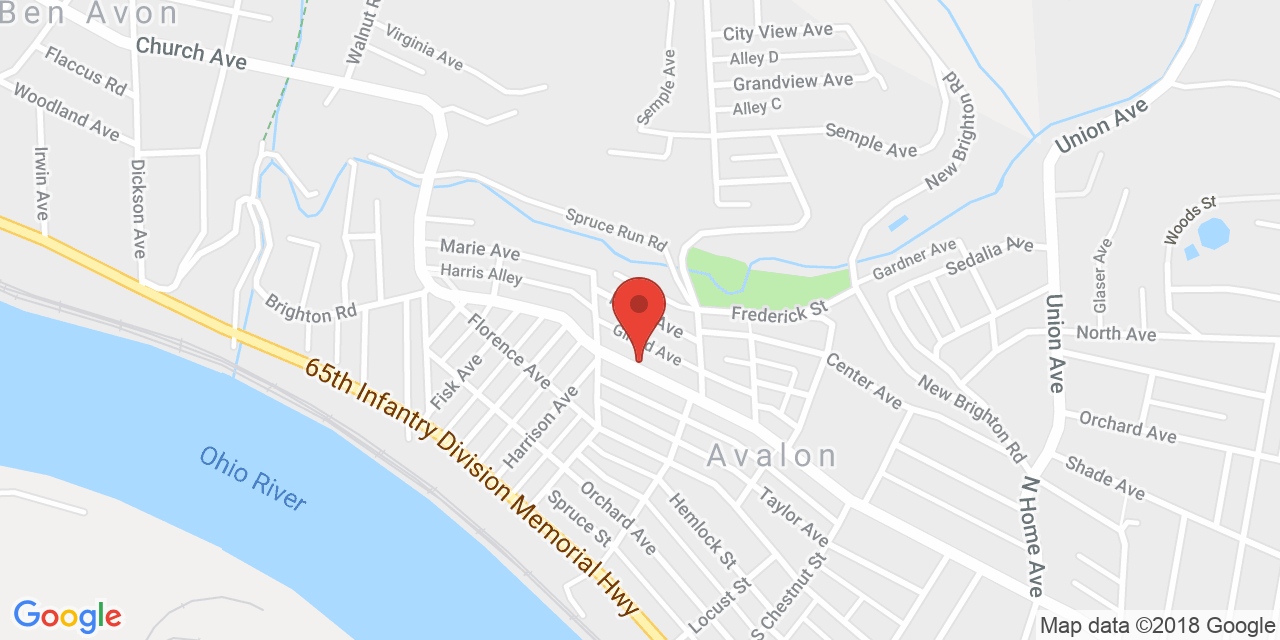 Ben Avon
Church Ave
Walnut R
Virginia Ave
Flaccus Rd
Woodland Ave
Irwin Ave
Dickson Ave
Semple Ave
City View Ave
Alley D
Grandview Ave
Alley C
Semple Ave
New Brighton Rd
Union Ave
Woods St
Spruce Run Rd
Marie Ave
Harris Alley
Gardner Ave
Sedalia Ave
Glaser Ave
Brighton Rd
Frederick St
Ave
Ave
North Ave
Union Ave
Florence Ave
Fisk Ave
Harrison Ave
Center Ave
New Brighton Rd
Orchard Ave
65th Infantry Division Memorial Hwy
Avalon
Ohio River
Shade Ave
N Home Ave
Orchard Ave
Spruce St
Hemlock St
Taylor Ave
Locust St
S Chestnut St
Google
Map data ©2018 Google